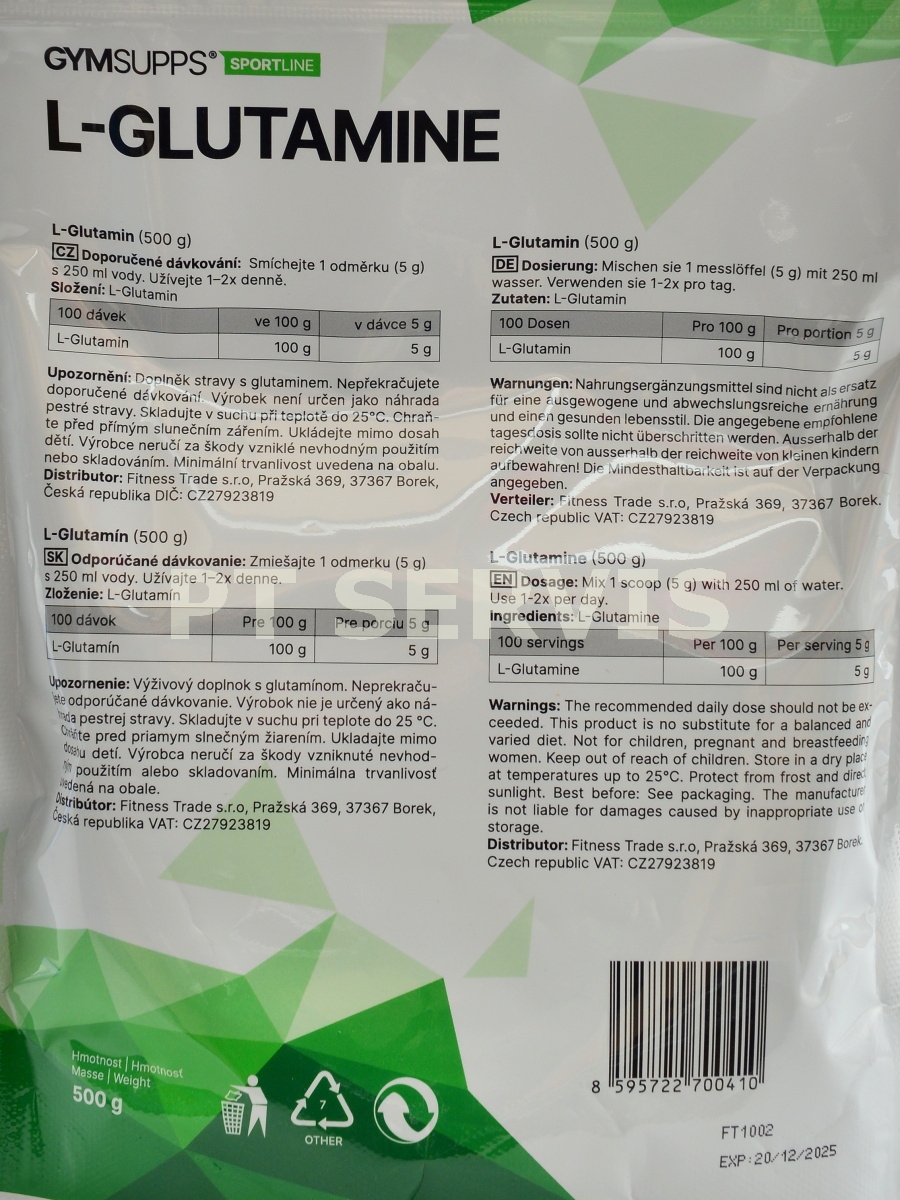 GYMSUPPS® SPORTLINE
L-GLUTAMINE
L-Glutamin (500 g)
CZ Doporučené dávkování: Smíchejte 1 odměrku (5 g)
s 250 ml vody. Užívejte 1–2x denně.
Složení: L-Glutamin
100 dávek ve 100 g v dávce 5 g
L-Glutamin 100 g 5 g
Upozornění: Doplněk stravy s glutaminem. Nepřekračujete
doporučené dávkování. Výrobek není určen jako náhrada
pestré stravy. Skladujte v suchu při teplotě do 25°C. Chraň-
te před přímým slunečním zářením. Ukládejte mimo dosah
dětí. Výrobce neručí za škody vzniklé nevhodným použitím
nebo skladováním. Minimální trvanlivost uvedena na obalu.
Distributor: Fitness Trade s.r.o, Pražská 369, 37367 Borek,
Česká republika DIČ: CZ27923819
L-Glutamín (500 g)
SK Odporúčané dávkovanie: Zmiešajte 1 odmerku (5 g)
s 250 ml vody. Užívajte 1–2x denne.
Zloženie: L-Glutamín
100 dávok Pre 100 g Pre porciu 5 g
L-Glutamín 100 g 5 g
Upozornenie: Výživový doplnok s glutamínom. Neprekraču-
jete odporúčané dávkovanie. Výrobok nie je určený ako ná-
hrada pestrej stravy. Skladujte v suchu pri teplote do 25 °C.
Chráňte pred priamym slnečným žiarením. Ukladajte mimo
dosahu detí. Výrobca neručí za škody vzniknuté nevhod-
ným použitím alebo skladovaním. Minimálna trvanlivosť
uvedená na obale.
Distribútor: Fitness Trade s.r.o, Pražská 369, 37367 Borek,
Česká republika VAT: CZ27923819
L-Glutamin (500 g)
DE Dosierung: Mischen sie 1 messlöffel (5 g) mit 250 ml
wasser. Verwenden sie 1-2x pro tag.
Zutaten: L-Glutamin
100 Dosen Pro 100 g Pro portion 5 g
L-Glutamin 100 g 5 g
Warnungen: Nahrungsergänzungsmittel sind nicht als ersatz
für eine ausgewogene und abwechslungsreiche ernährung
und einen gesunden lebensstil. Die angegebene empfohlene
tagesdosis sollte nicht überschritten werden. Ausserhalb der
reichweite von ausserhalb der reichweite von kleinen kindern
aufbewahren! Die Mindesthaltbarkeit ist auf der Verpackung
angegeben.
Verteiler: Fitness Trade s.r.o, Pražská 369, 37367 Borek.
Czech republic VAT: CZ27923819
L-Glutamine (500 g)
EN Dosage: Mix 1 scoop (5 g) with 250 ml of water.
Use 1-2x per day.
Ingredients: L-Glutamine
100 servings Per 100 g Per serving 5 g
L-Glutamine 100 g 5 g
Warnings: The recommended daily dose should not be ex-
ceeded. This product is no substitute for a balanced and
varied diet. Not for children, pregnant and breastfeeding
women. Keep out of reach of children. Store in a dry place
at temperatures up to 25°C. Protect from frost and direct
sunlight. Best before: See packaging. The manufacturer
is not liable for damages caused by inappropriate use or
storage.
Distributor: Fitness Trade s.r.o, Pražská 369, 37367 Borek.
Czech republic VAT: CZ27923819
PT SERVIS
Hmotnost | Hmotnost
Masse | Weight
500 g
7
OTHER
8 595722 700410
FT1002
EXP:20/12/2025